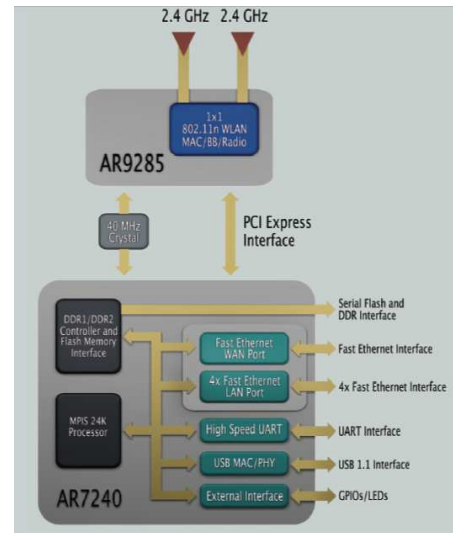 2.4 GHz 2.4 GHz
1x1
802.11n WLAN
MAC/BB/Radio
AR9285
40 MHz
Crystal
PCI Express
Interface
DDR1/DDR2
Controller and
Flash Memory
Interface
Serial Flash and
DDR Interface
Fast Ethernet
WAN Port
Fast Ethernet Interface
4x Fast Ethernet
LAN Port
4x Fast Ethernet Interface
MPIS 24K
Processor
High Speed UART
UART Interface
USB MAC/PHY
USB 1.1 Interface
External Interface
GPIOs/LEDs
AR7240